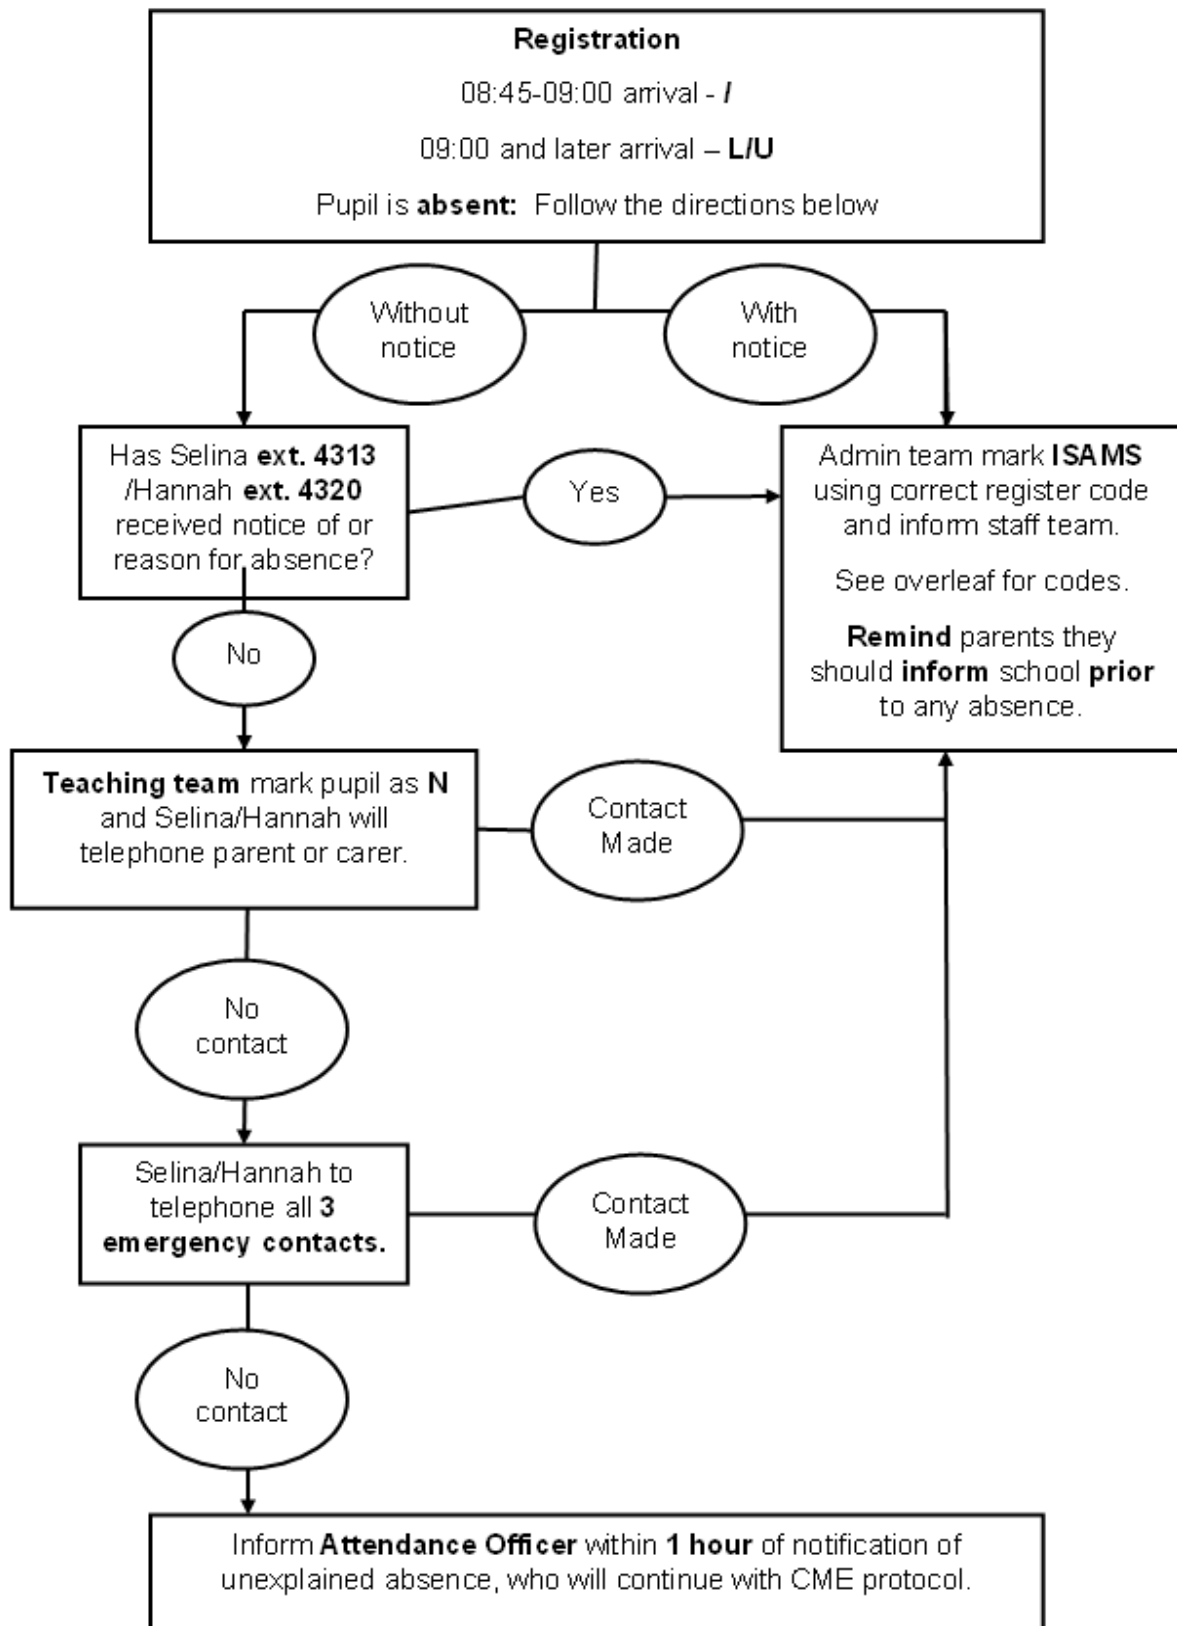 Registration
08:45-09:00 arrival - /
09:00 and later arrival – L/U
Pupil is absent: Follow the directions below
Without
notice
With
notice
Has Selina ext. 4313
/Hannah ext. 4320
received notice of or
reason for absence?
Yes
Admin team mark ISAMS
using correct register code
and inform staff team.
See overleaf for codes.
Remind parents they
should inform school prior
to any absence.
No
Teaching team mark pupil as N
and Selina/Hannah will
telephone parent or carer.
Contact
Made
No
contact
Selina/Hannah to
telephone all 3
emergency contacts.
Contact
Made
No
contact
Inform Attendance Officer within 1 hour of notification of
unexplained absence, who will continue with CME protocol.